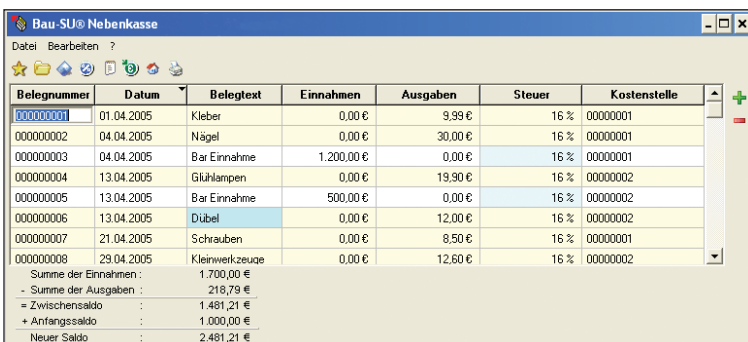 Bau-SU® Nebenkasse
Datei Bearbeiten ?
Belegnummer Datum Belegtext Einnahmen Ausgaben Steuer Kostenstelle
000000001 01.04.2005 Kleber 0,00 € 9,99 € 16 % 00000001
000000002 04.04.2005 Nägel 0,00 € 30,00 € 16 % 00000001
000000003 04.04.2005 Bar Einnahme 1.200,00 € 0,00 € 16 % 00000001
000000004 13.04.2005 Glühlampen 0,00 € 19,90 € 16 % 00000002
000000005 13.04.2005 Bar Einnahme 500,00 € 0,00 € 16 % 00000002
000000006 13.04.2005 Dübel 0,00 € 12,00 € 16 % 00000002
000000007 21.04.2005 Schrauben 0,00 € 8,50 € 16 % 00000001
000000008 29.04.2005 Kleinwerkzeuge 0,00 € 12,60 € 16 % 00000002
Summe der Einnahmen : 1.700,00 €
- Summe der Ausgaben : 218,79 €
= Zwischensaldo : 1.481,21 €
+ Anfangssaldo : 1.000,00 €
Neuer Saldo : 2.481,21 €